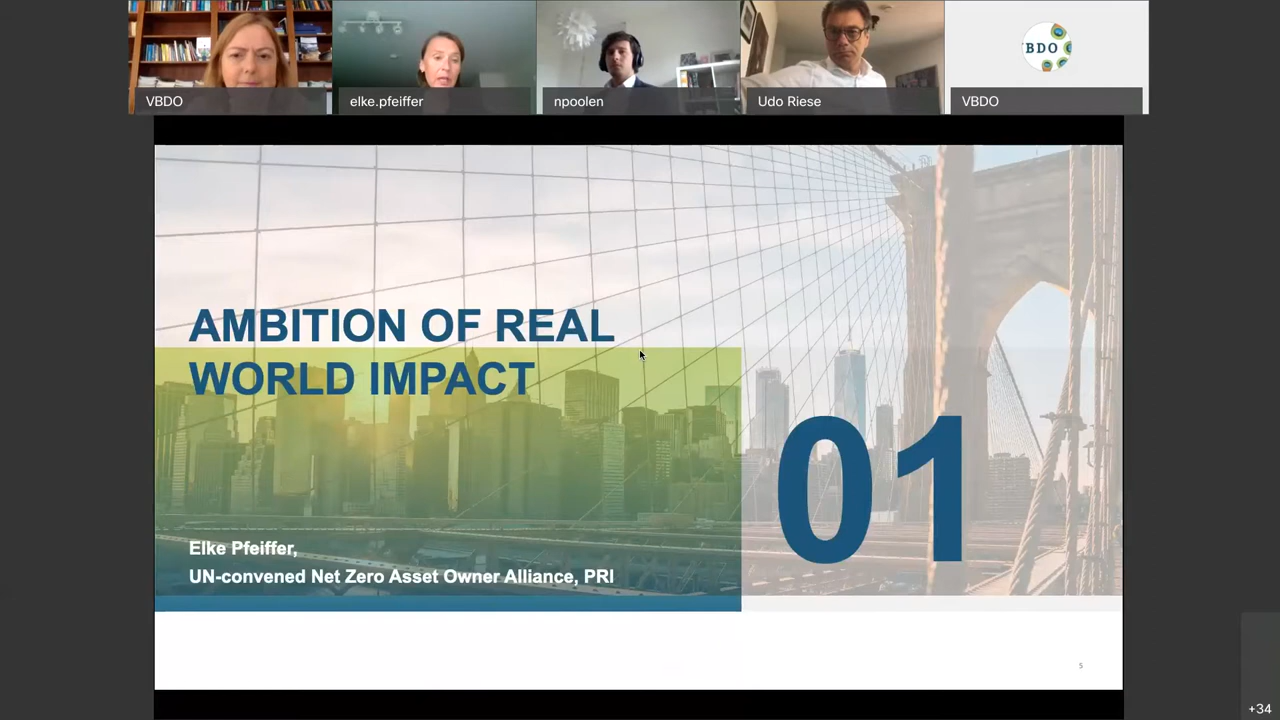 BDO
VBDO
elke.pfeiffer
npoolen
Udo Riese
VBDO
AMBITION OF REAL
WORLD IMPACT
01
Elke Pfeiffer,
UN-convened Net Zero Asset Owner Alliance, PRI
5
+34